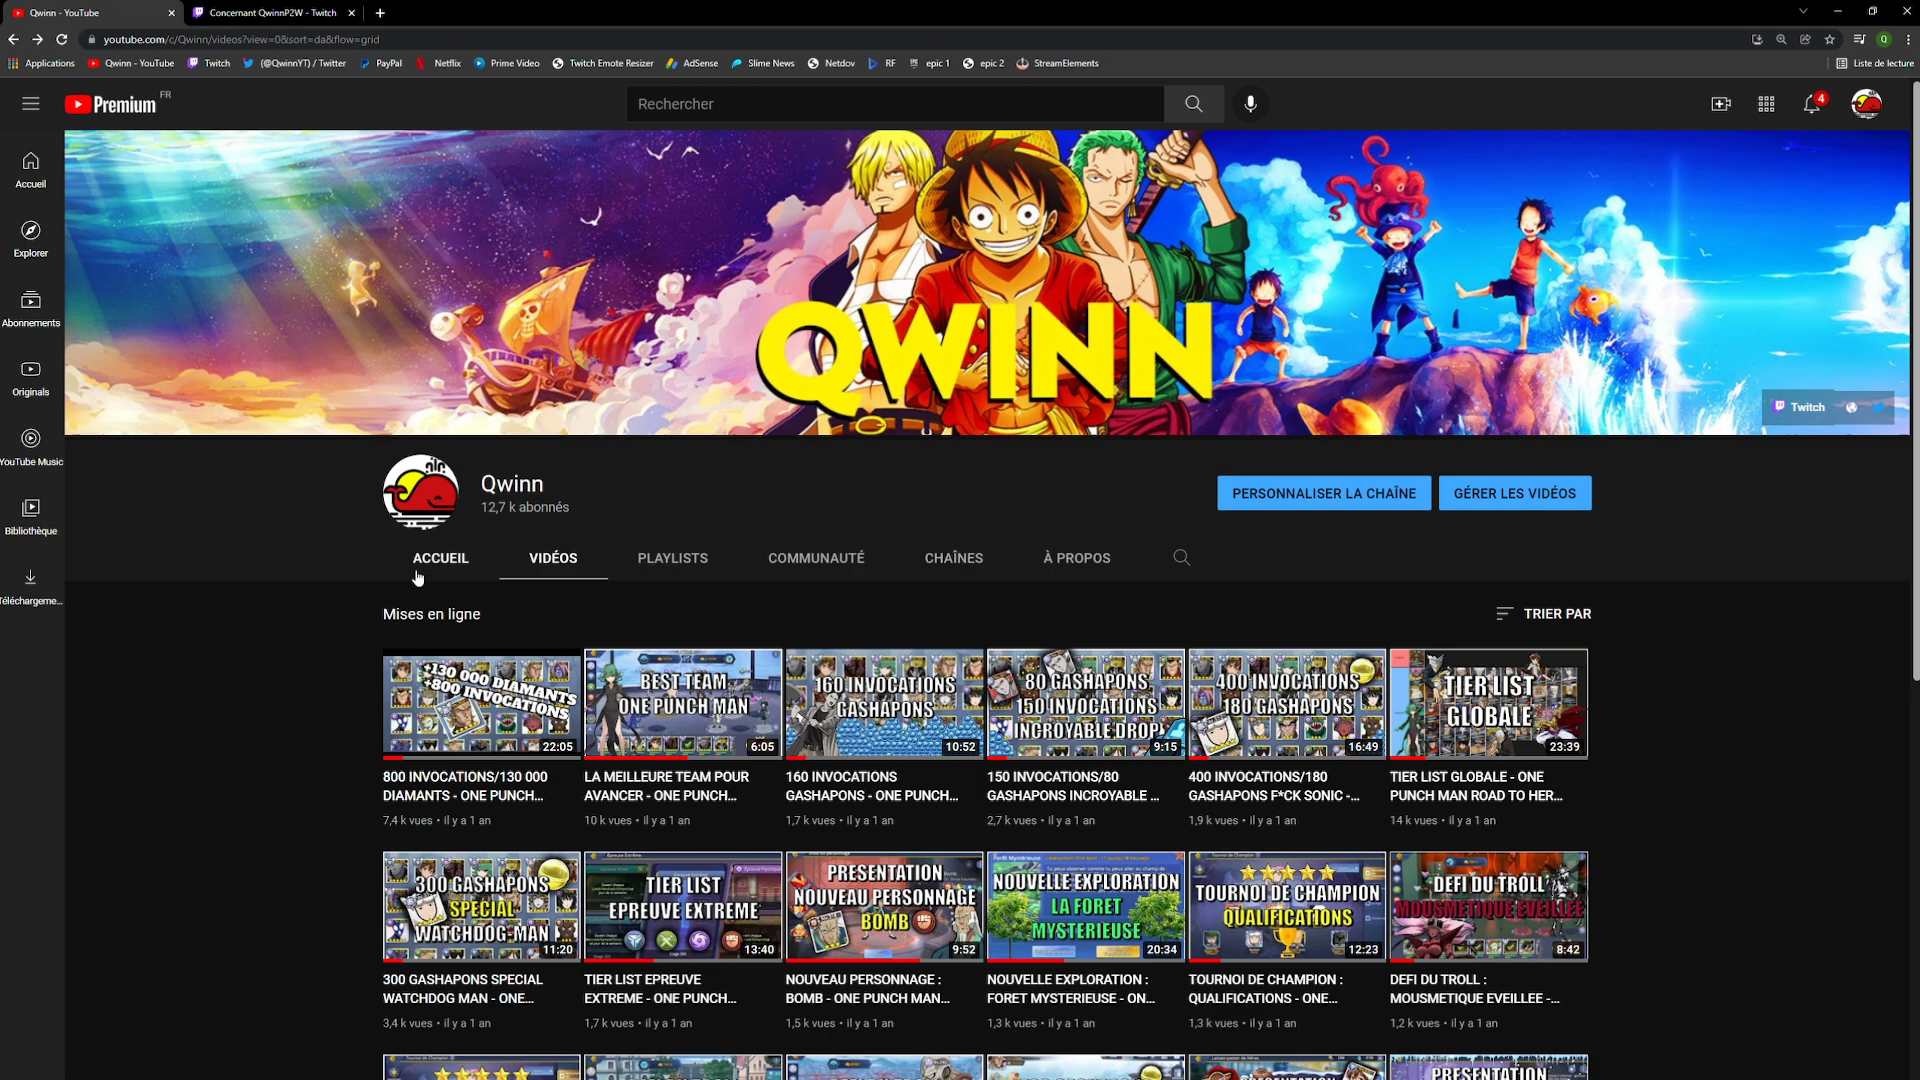 Qwinn - YouTube
Concernant QwinnP2W - Twitch
youtube.com/c/Qwinn/videos?view=0&sort=da&flow=grid
Applications
Qwinn - YouTube
Twitch
(@QwinnYT) / Twitter
PayPal
Netflix
Prime Video
Twitch Emote Resizer
AdSense
Slime News
Netdov
RF
epic 1
epic 2
StreamElements
Liste de lecture
Premium FR
Rechercher
4
Accueil
Explorer
Abonnements
Originals
YouTube Music
Bibliothèque
Téléchargeme...
QWINN
Twitch
Qwinn
12,7 k abonnés
PERSONNALISER LA CHAÎNE
GÉRER LES VIDÉOS
ACCUEIL
VIDÉOS
PLAYLISTS
COMMUNAUTÉ
CHAÎNES
À PROPOS
Mises en ligne
TRIER PAR
+130 000 DIAMANTS
+800 INVOCATIONS
22:05
BEST TEAM
ONE PUNCH MAN
6:05
160 INVOCATIONS
GASHAPONS
10:52
80 GASHAPONS
150 INVOCATIONS
INCROYABLE DROP
9:15
400 INVOCATIONS
180 GASHAPONS
16:49
TIER LIST
GLOBALE
23:39
800 INVOCATIONS/130 000
DIAMANTS - ONE PUNCH...
7,4 k vues • il y a 1 an
LA MEILLEURE TEAM POUR
AVANCER - ONE PUNCH...
10 k vues • il y a 1 an
160 INVOCATIONS
GASHAPONS - ONE PUNCH...
1,7 k vues • il y a 1 an
150 INVOCATIONS/80
GASHAPONS INCROYABLE ...
2,7 k vues • il y a 1 an
400 INVOCATIONS/180
GASHAPONS F*CK SONIC -...
1,9 k vues • il y a 1 an
TIER LIST GLOBALE - ONE
PUNCH MAN ROAD TO HER...
14 k vues • il y a 1 an
300 GASHAPONS
SPECIAL
WATCHDOG-MAN
11:20
TIER LIST
EPREUVE EXTREME
13:40
PRESENTATION
NOUVEAU PERSONNAGE
BOMB
9:52
NOUVELLE EXPLORATION
LA FORET
MYSTERIEUSE
20:34
TOURNOI DE CHAMPION
QUALIFICATIONS
12:23
DEFI DU TROLL
MOUSMETIQUE EVEILLEE
8:42
300 GASHAPONS SPECIAL
WATCHDOG MAN - ONE...
3,4 k vues • il y a 1 an
TIER LIST EPREUVE
EXTREME - ONE PUNCH...
1,7 k vues • il y a 1 an
NOUVEAU PERSONNAGE :
BOMB - ONE PUNCH MAN...
1,5 k vues • il y a 1 an
NOUVELLE EXPLORATION :
FORET MYSTERIEUSE - ON...
1,3 k vues • il y a 1 an
TOURNOI DE CHAMPION :
QUALIFICATIONS - ONE...
1,3 k vues • il y a 1 an
DEFI DU TROLL :
MOUSMETIQUE EVEILLEE -...
1,2 k vues • il y a 1 an
PRESENTATION